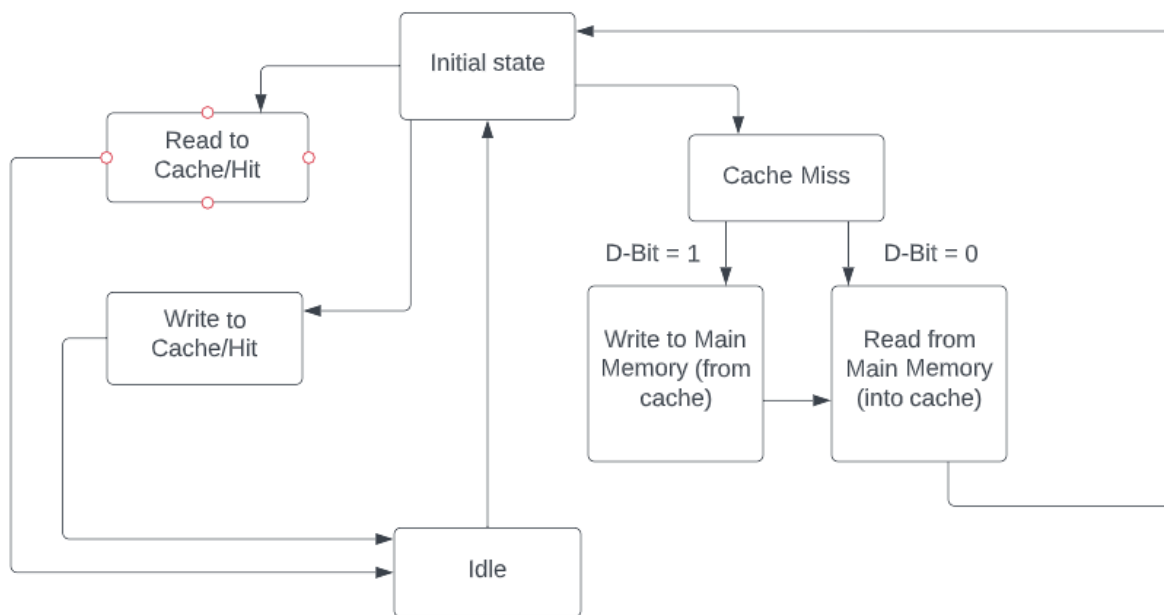 Initial state
Read to
Cache/Hit
Cache Miss
D-Bit = 1
D-Bit = 0
Write to
Cache/Hit
Write to Main
Memory (from
cache)
Read from
Main Memory
(into cache)
Idle